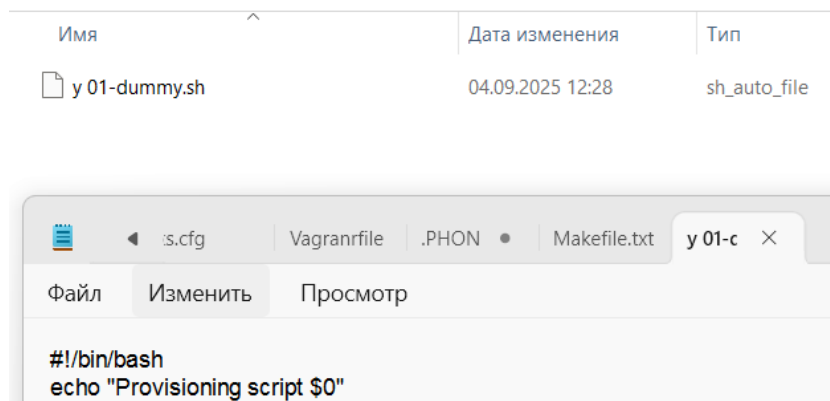 Имя Дата изменения Тип
y 01-dummy.sh 04.09.2025 12:28 sh_auto_file
s.cfg Vagranrfile .PHON Makefile.txt y 01-c
Файл Изменить Просмотр
#!/bin/bash
echo "Provisioning script $0"